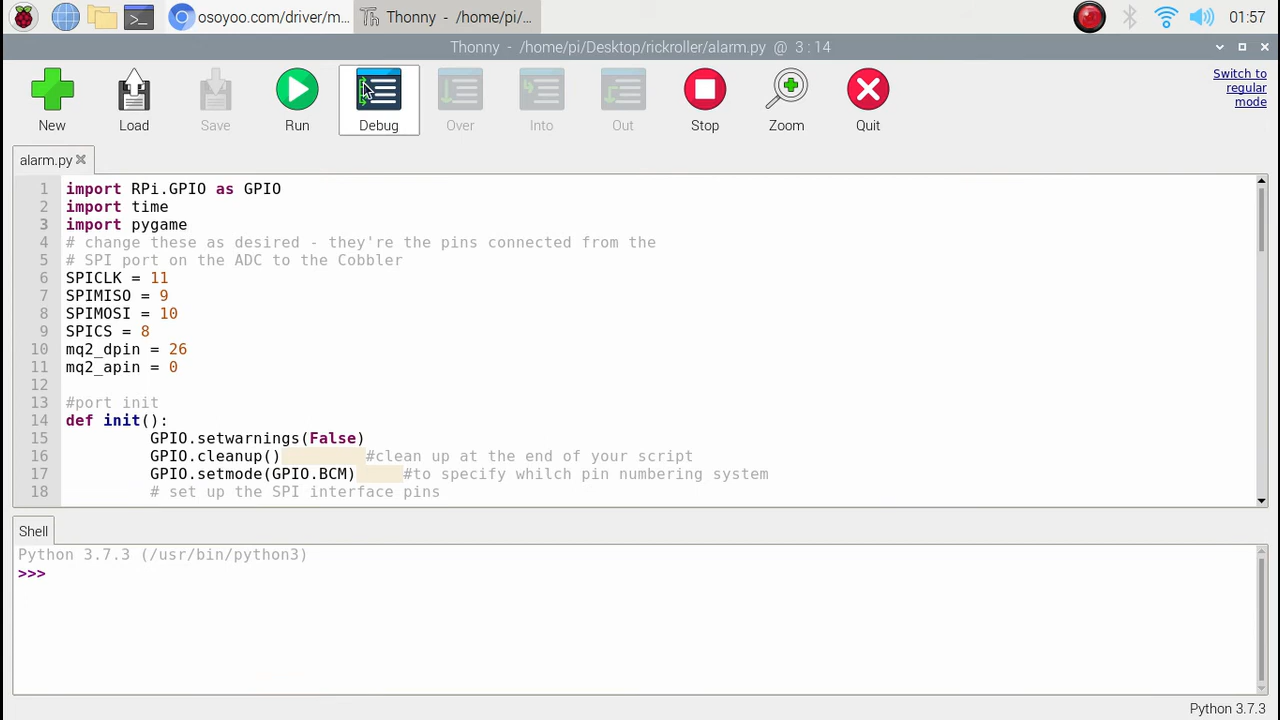 osoyoo.com/driver/m...
Thonny - /home/pi/...
01:57
Thonny - /home/pi/Desktop/rickroller/alarm.py @ 3 : 14
New
Load
Save
Run
Debug
Over
Into
Out
Stop
Zoom
Quit
Switch to
regular
mode
alarm.py
1 import RPi.GPIO as GPIO
2 import time
3 import pygame
4 # change these as desired - they're the pins connected from the
5 # SPI port on the ADC to the Cobbler
6 SPICLK = 11
7 SPIMISO = 9
8 SPIMOSI = 10
9 SPICS = 8
10 mq2_dpin = 26
11 mq2_apin = 0
12
13 #port init
14 def init():
15 GPIO.setwarnings(False)
16 GPIO.cleanup() #clean up at the end of your script
17 GPIO.setmode(GPIO.BCM) #to specify whilch pin numbering system
18 # set up the SPI interface pins
Shell
Python 3.7.3 (/usr/bin/python3)
>>>
Python 3.7.3